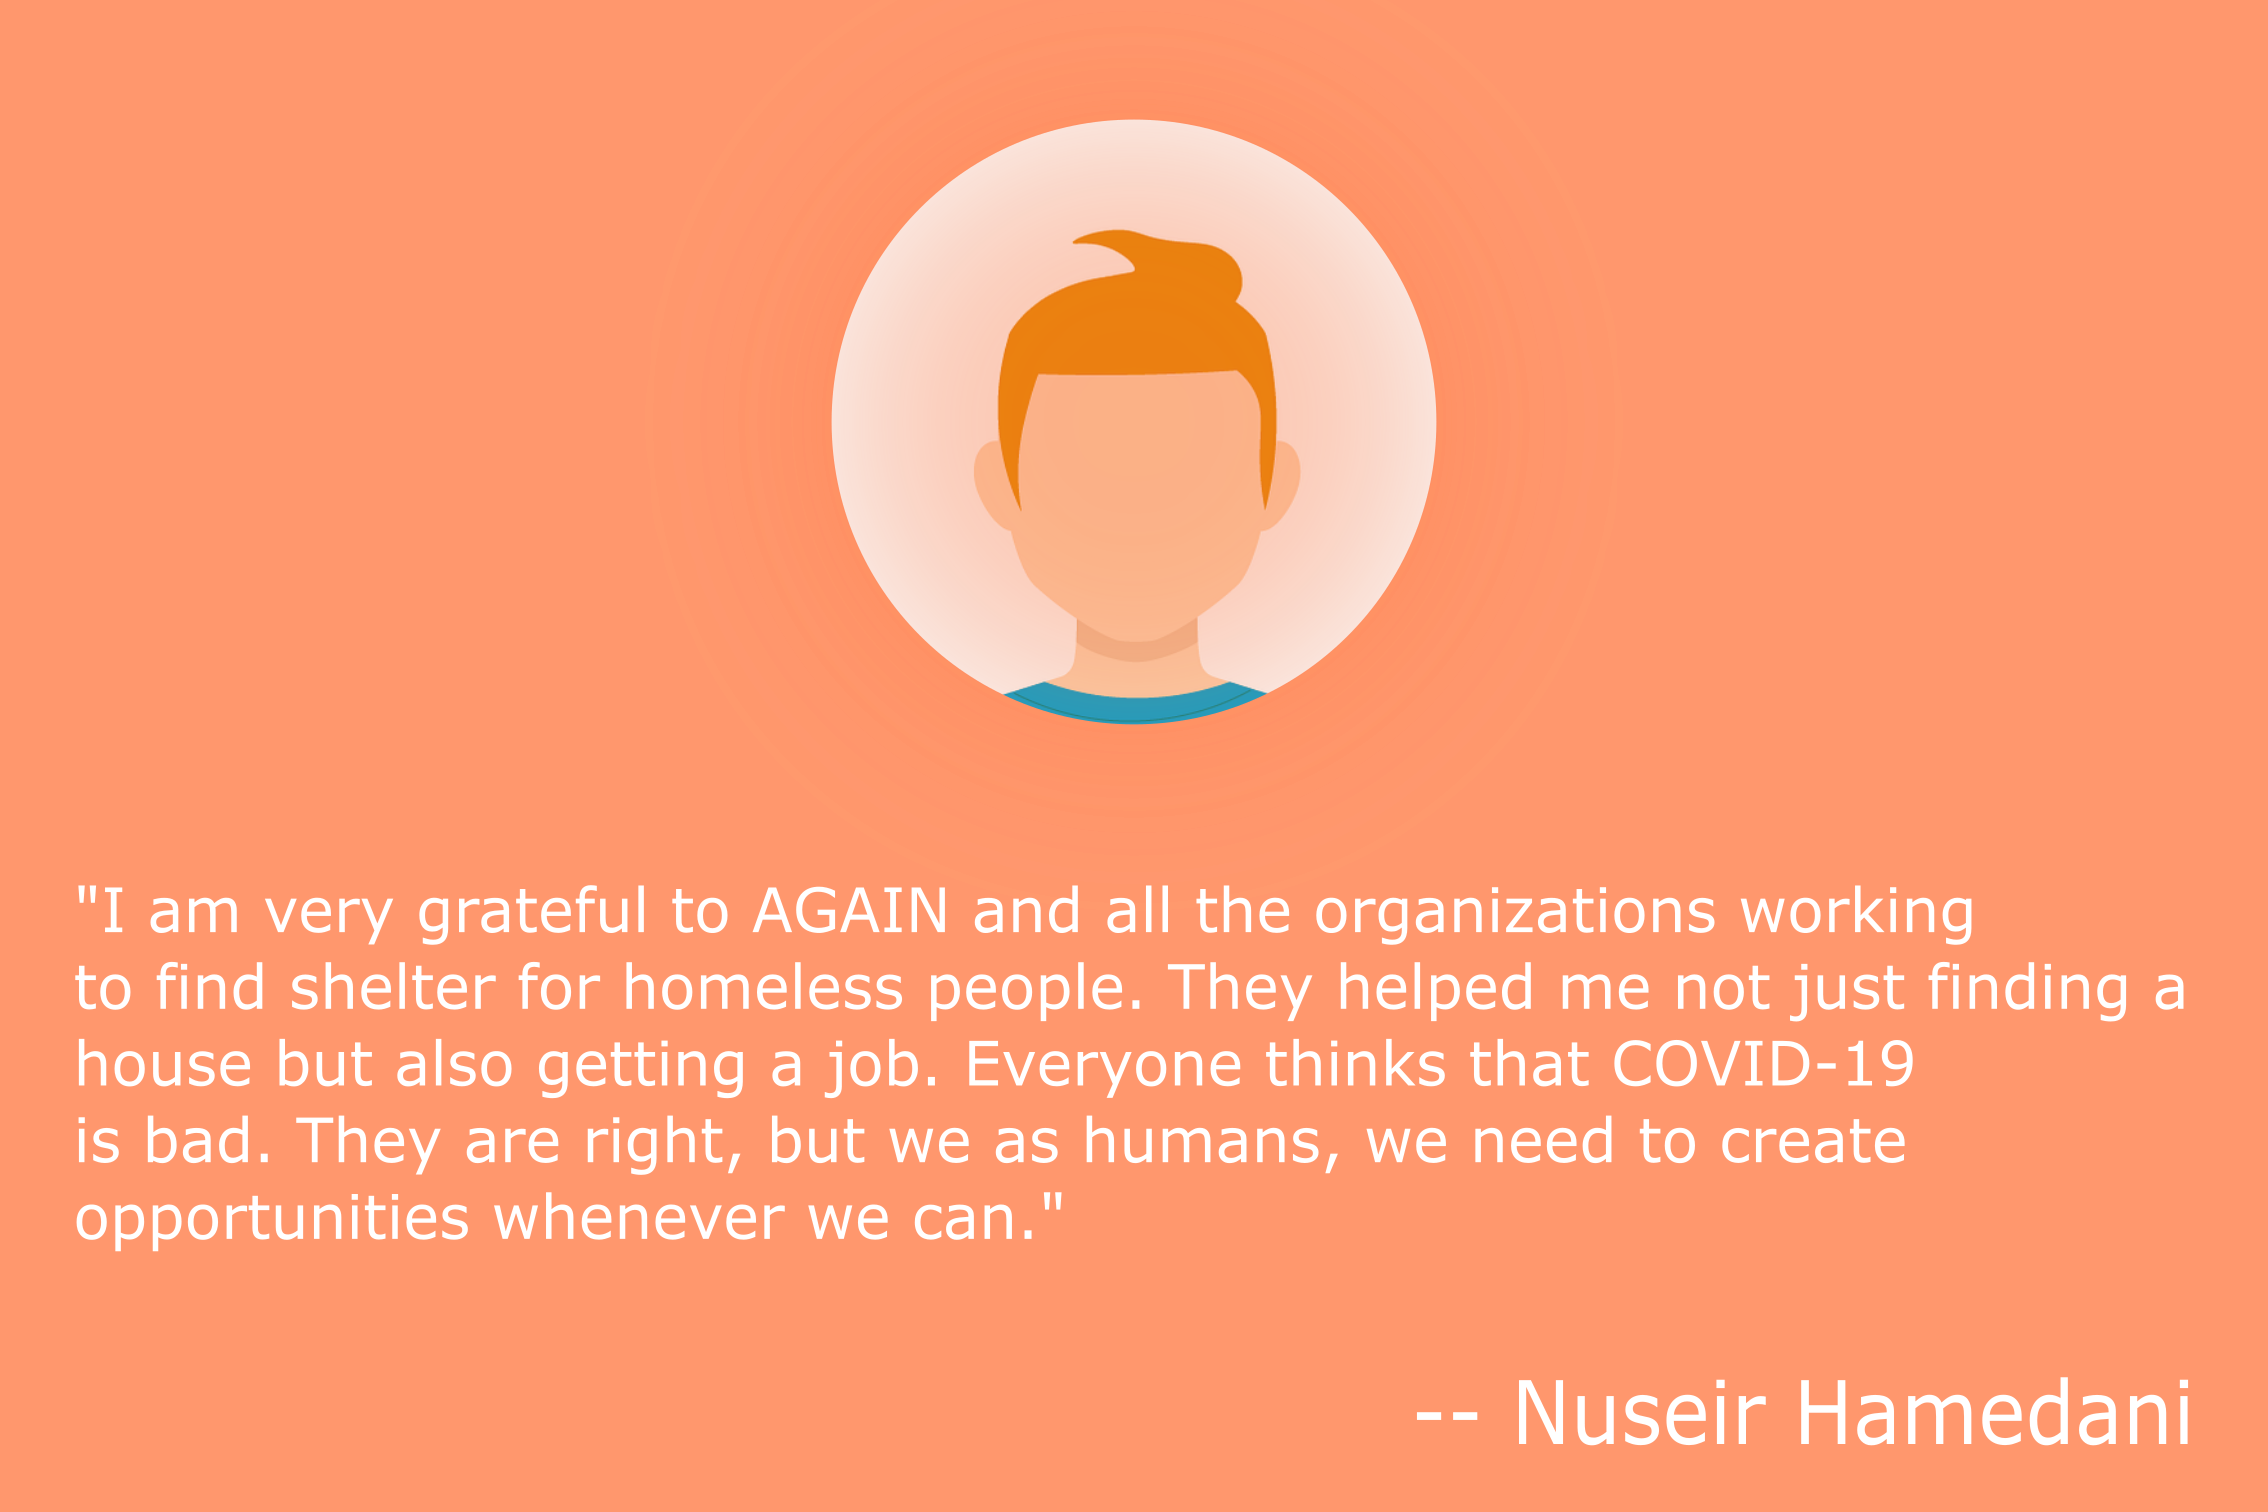 "I am very grateful to AGAIN and all the organizations working
to find shelter for homeless people. They helped me not just finding a
house but also getting a job. Everyone thinks that COVID-19
is bad. They are right, but we as humans, we need to create
opportunities whenever we can."
-- Nuseir Hamedani